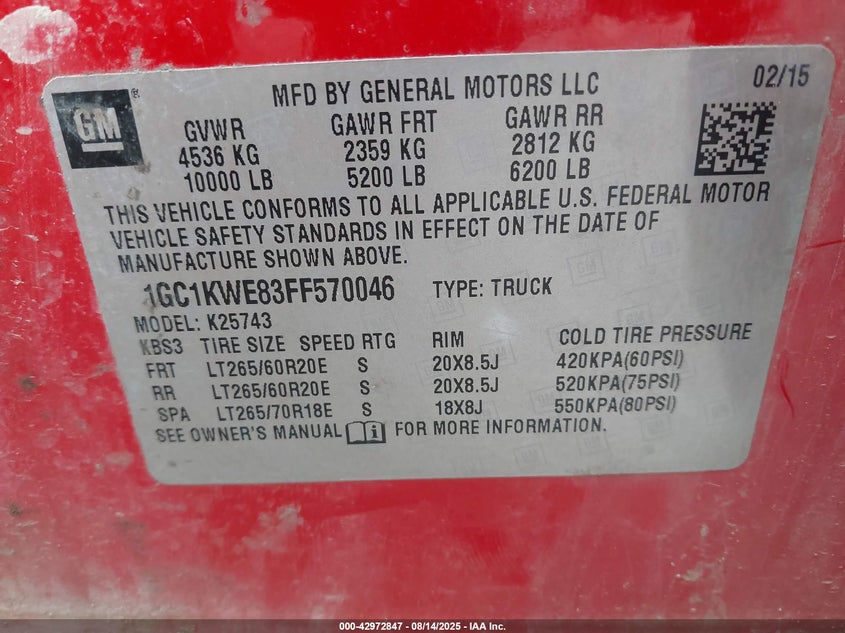 MFD BY GENERAL MOTORS LLC 02/15
GM ®
GVWR GAWR FRT GAWR RR
4536 KG 2359 KG 2812 KG
10000 LB 5200 LB 6200 LB
THIS VEHICLE CONFORMS TO ALL APPLICABLE U.S. FEDERAL MOTOR
VEHICLE SAFETY STANDARDS IN EFFECT ON THE DATE OF
MANUFACTURE SHOWN ABOVE.
1GC1KWE83FF570046 TYPE: TRUCK
MODEL: K25743
KBS3 TIRE SIZE SPEED RTG RIM COLD TIRE PRESSURE
FRT LT265/60R20E S 20X8.5J 420KPA(60PSI)
RR LT265/60R20E S 20X8.5J 520KPA(75PSI)
SPA LT265/70R18E S 18X8J 550KPA(80PSI)
SEE OWNER'S MANUAL FOR MORE INFORMATION.
000-42972847 - 08/14/2025 - IAA Inc.